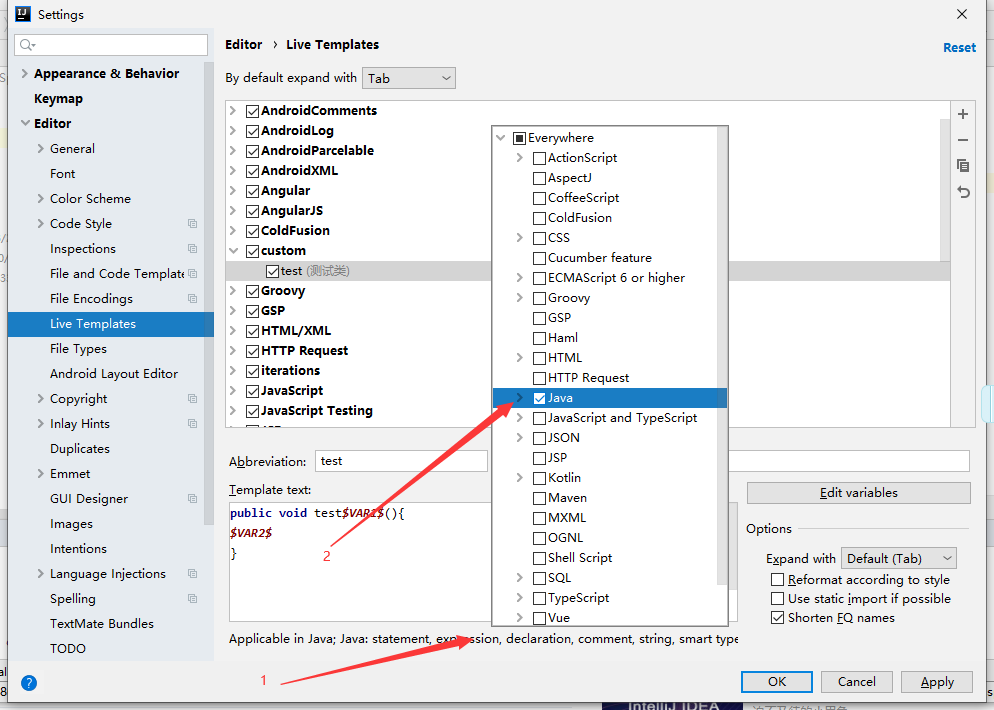 Settings
Editor › Live Templates
Reset
By default expand with Tab
Appearance & Behavior
Keymap
Editor
General
Font
Color Scheme
Code Style
Inspections
File and Code Template
File Encodings
Live Templates
File Types
Android Layout Editor
Copyright
Inlay Hints
Duplicates
Emmet
GUI Designer
Images
Intentions
Language Injections
Spelling
TextMate Bundles
TODO
AndroidComments
AndroidLog
AndroidParcelable
AndroidXML
Angular
AngularJS
ColdFusion
custom
test (测试类)
Groovy
GSP
HTML/XML
HTTP Request
iterations
JavaScript
JavaScript Testing
Everywhere
ActionScript
AspectJ
CoffeeScript
ColdFusion
CSS
Cucumber feature
ECMAScript 6 or higher
Groovy
GSP
Haml
HTML
HTTP Request
Java
JavaScript and TypeScript
JSON
JSP
Kotlin
Maven
MXML
OGNL
Shell Script
SQL
TypeScript
Vue
Abbreviation: test
Template text:
public void test$VAR1$(){
$VAR2$
}
2
Edit variables
Options
Expand with Default (Tab)
Reformat according to style
Use static import if possible
Shorten FQ names
Applicable in Java; Java: statement, expression, declaration, comment, string, smart type
1
?
OK
Cancel
Apply
IntelliJ IDEA